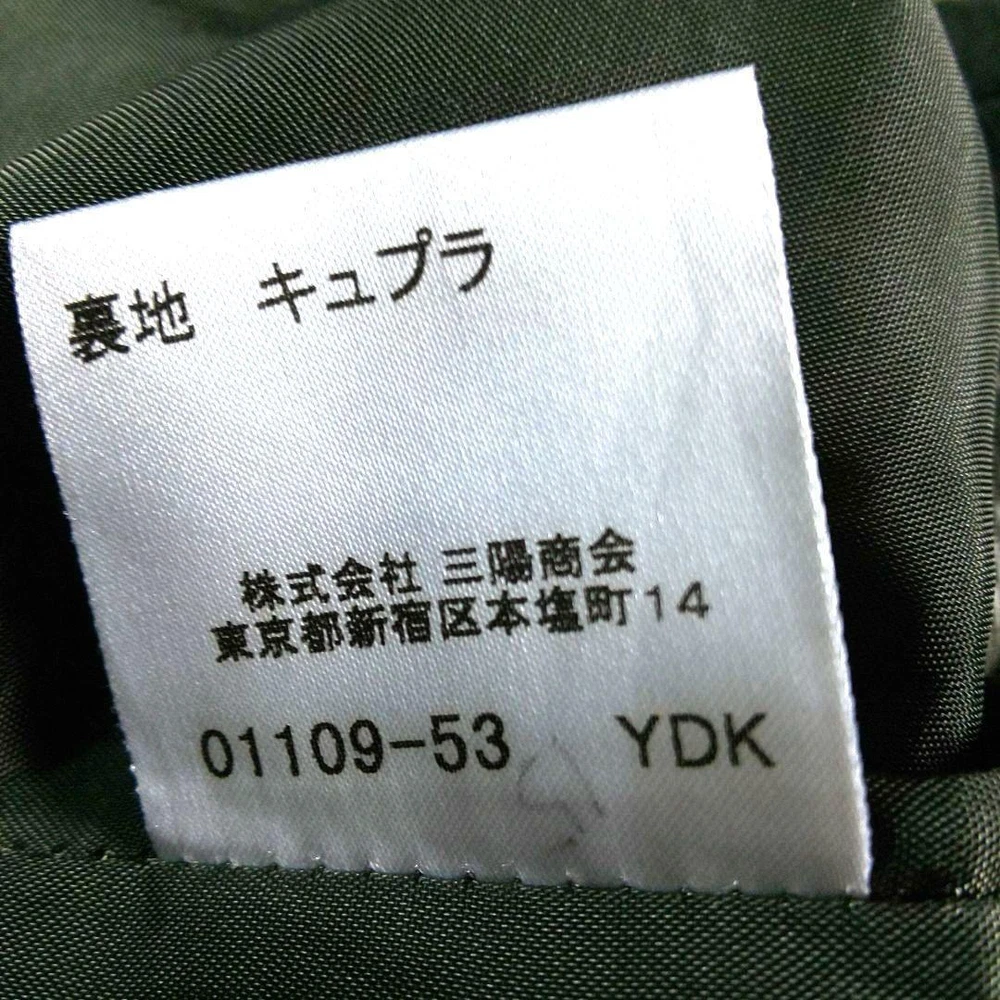 裏地　キュプラ
株式会社 三陽商会
東京都新宿区本塩町14
01109-53　YDK